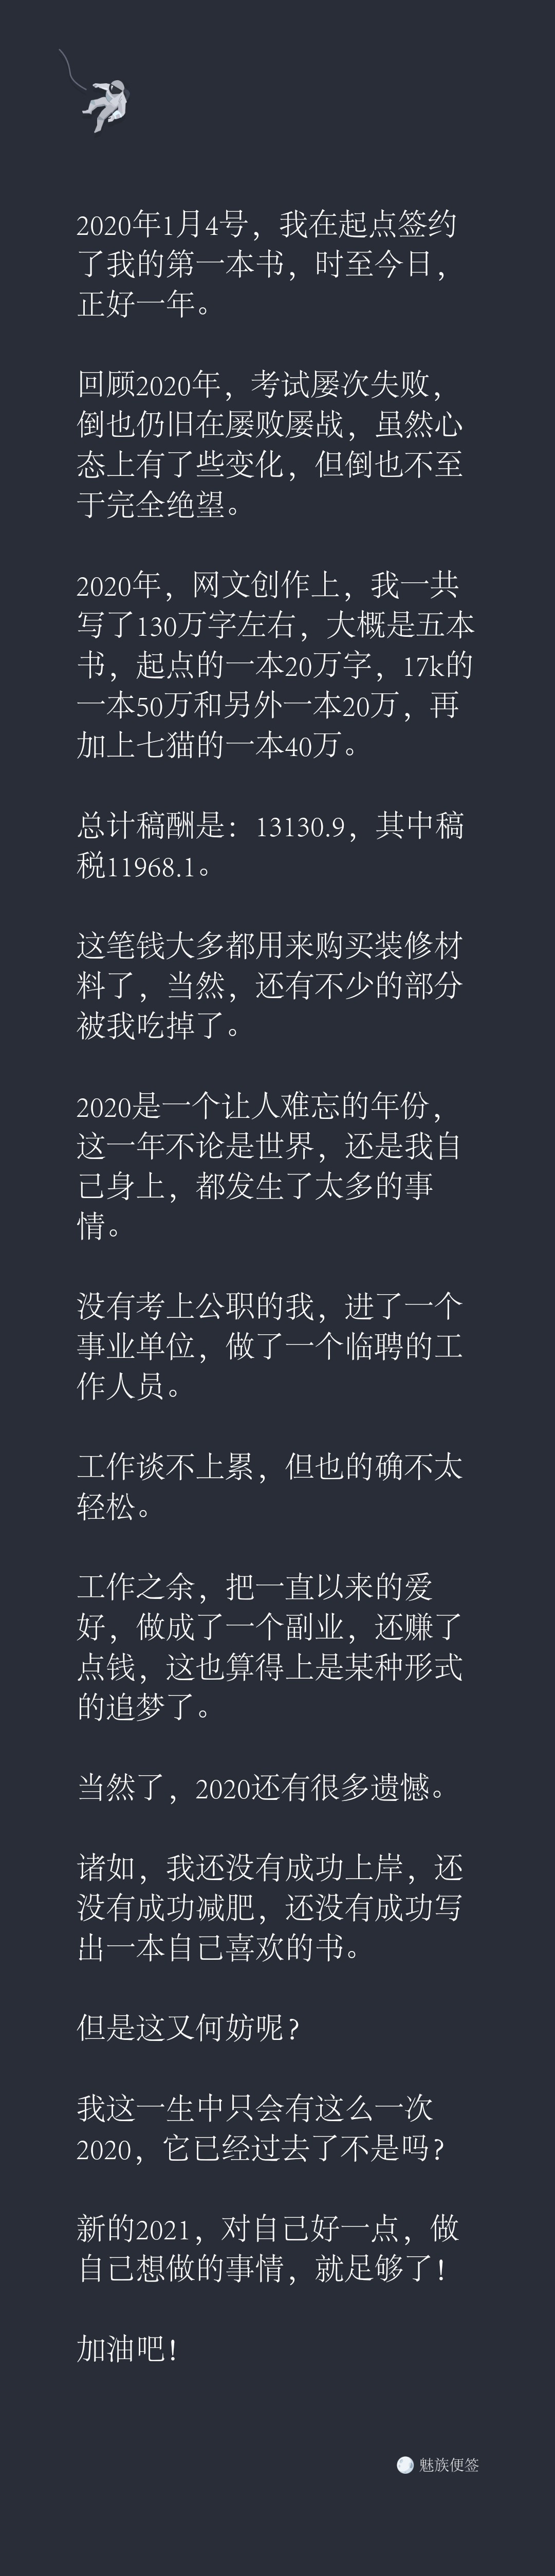 2020年1月4号，我在起点签约
了我的第一本书，时至今日，
正好一年。
回顾2020年，考试屡次失败，
倒也仍旧在屡败屡战，虽然心
态上有了些变化，但倒也不至
于完全绝望。
2020年，网文创作上，我一共
写了130万字左右，大概是五本
书，起点的一本20万字，17k的
一本50万和另外一本20万，再
加上七猫的一本40万。
总计稿酬是：13130.9，其中稿
税11968.1。
这笔钱大多都用来购买装修材
料了，当然，还有不少的部分
被我吃掉了。
2020是一个让人难忘的年份，
这一年不论是世界，还是我自
己身上，都发生了太多的事
情。
没有考上公职的我，进了一个
事业单位，做了一个临聘的工
作人员。
工作谈不上累，但也的确不太
轻松。
工作之余，把一直以来的爱
好，做成了一个副业，还赚了
点钱，这也算得上是某种形式
的追梦了。
当然了，2020还有很多遗憾。
诸如，我还没有成功上岸，还
没有成功减肥，还没有成功写
出一本自己喜欢的书。
但是这又何妨呢？
我这一生中只会有这么一次
2020，它已经过去了不是吗？
新的2021，对自己好一点，做
自己想做的事情，就足够了！
加油吧！
魅族便签